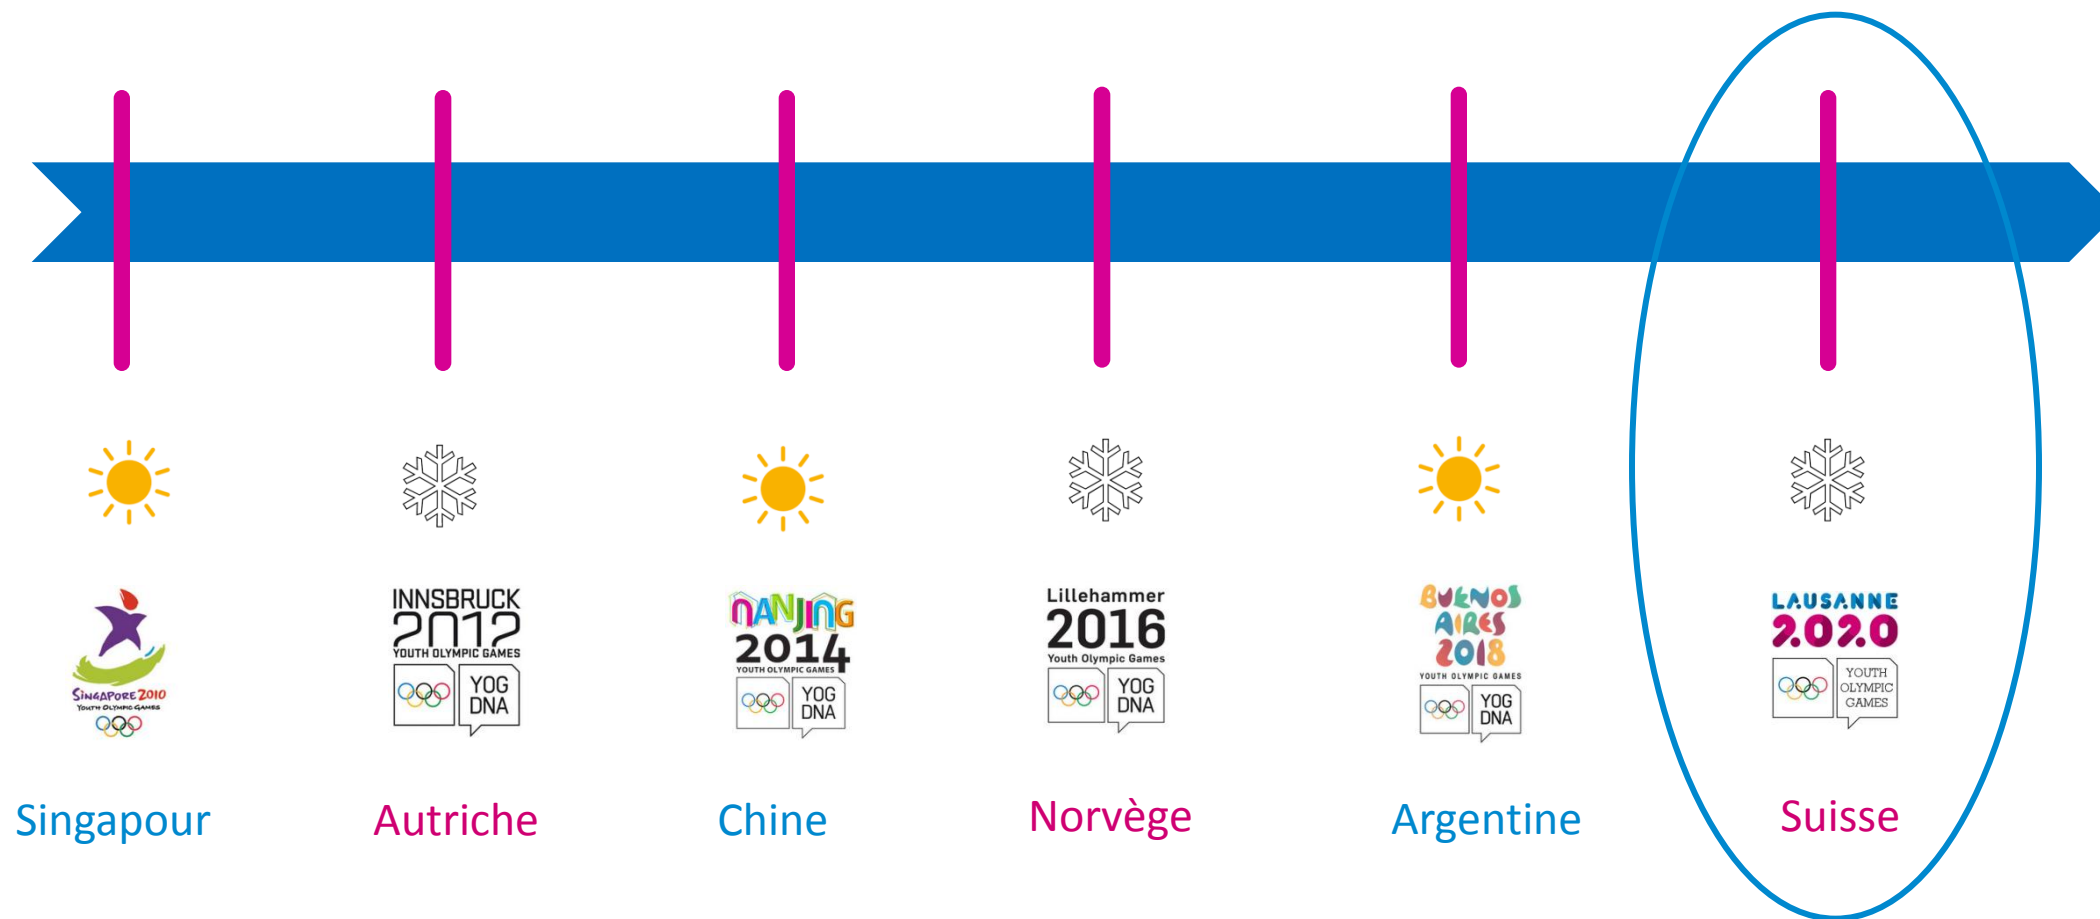 SINGAPORE 2010
YOUTH OLYMPIC GAMES
INNSBRUCK
2012
YOUTH OLYMPIC GAMES
YOG
DNA
NANJING
2014
YOUTH OLYMPIC GAMES
YOG
DNA
Lillehammer
2016
Youth Olympic Games
YOG
DNA
BUENOS
AIRES
2018
YOUTH OLYMPIC GAMES
YOG
DNA
LAUSANNE
2020
YOUTH
OLYMPIC
GAMES
Singapour
Autriche
Chine
Norvège
Argentine
Suisse